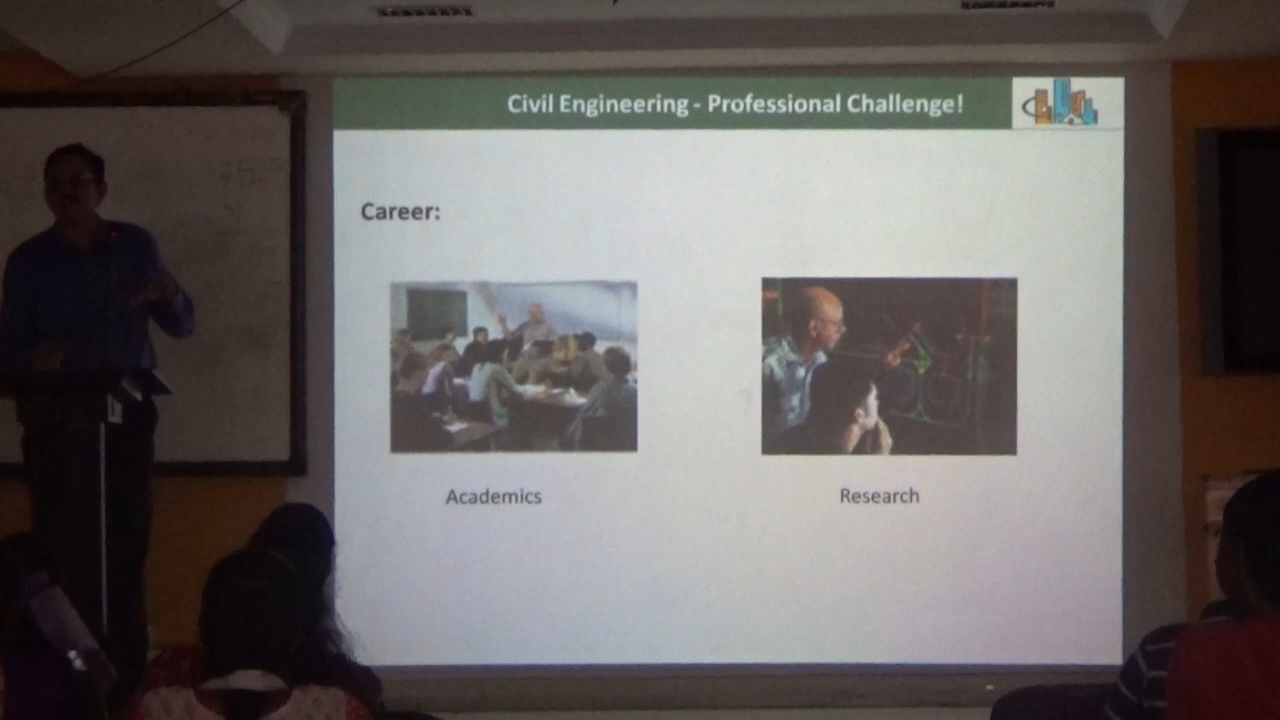 Civil Engineering - Professional Challenge!
Career:
Academics
Research